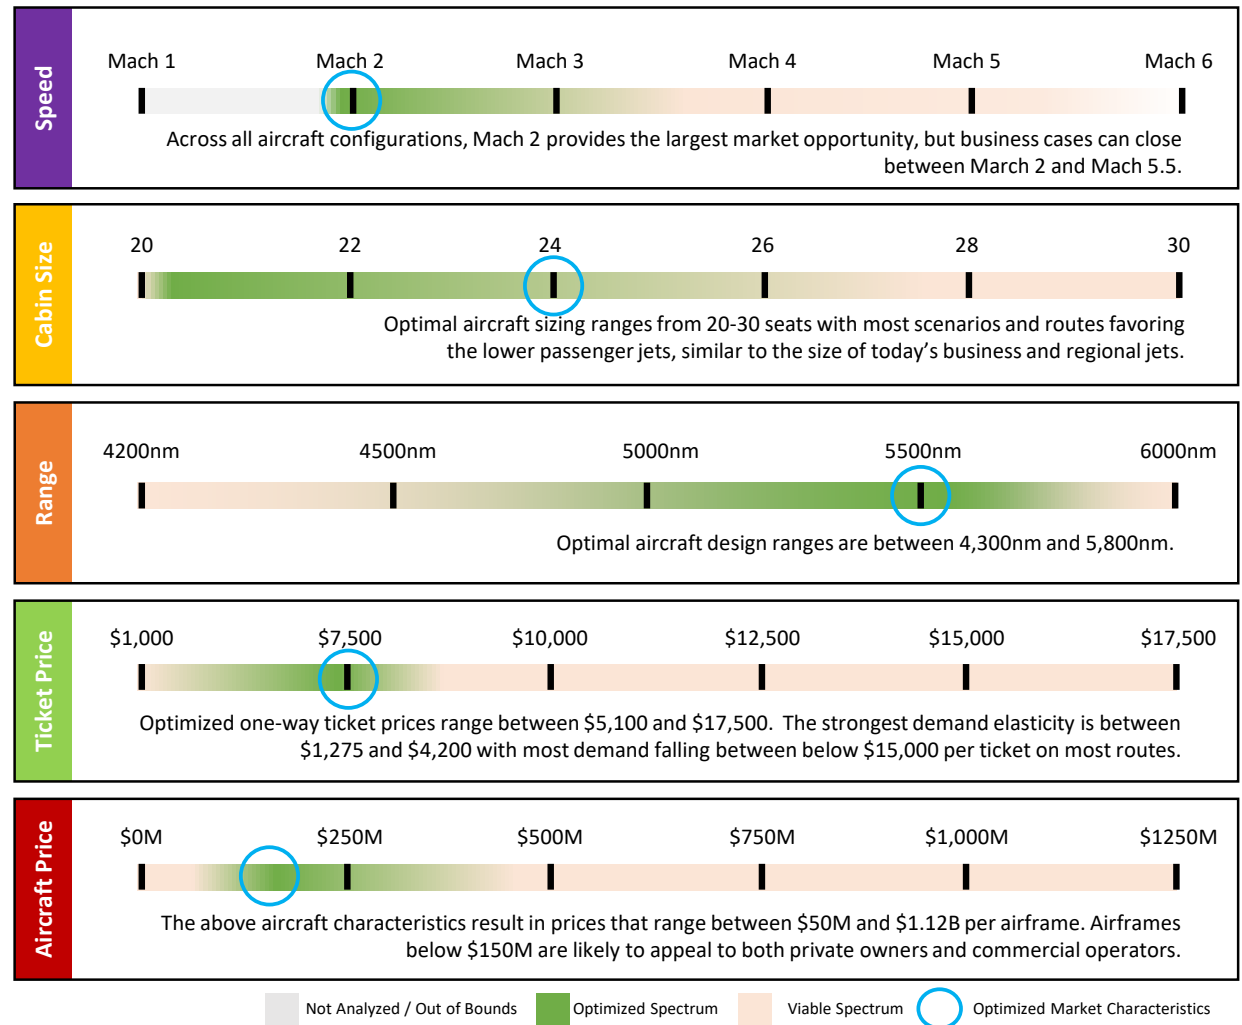 Speed
Mach 1 Mach 2 Mach 3 Mach 4 Mach 5 Mach 6
Across all aircraft configurations, Mach 2 provides the largest market opportunity, but business cases can close
between March 2 and Mach 5.5.
Cabin Size
20 22 24 26 28 30
Optimal aircraft sizing ranges from 20-30 seats with most scenarios and routes favoring
the lower passenger jets, similar to the size of today’s business and regional jets.
Range
4200nm 4500nm 5000nm 5500nm 6000nm
Optimal aircraft design ranges are between 4,300nm and 5,800nm.
Ticket Price
$1,000 $7,500 $10,000 $12,500 $15,000 $17,500
Optimized one-way ticket prices range between $5,100 and $17,500. The strongest demand elasticity is between
$1,275 and $4,200 with most demand falling between below $15,000 per ticket on most routes.
Aircraft Price
$0M $250M $500M $750M $1,000M $1250M
The above aircraft characteristics result in prices that range between $50M and $1.12B per airframe. Airframes
below $150M are likely to appeal to both private owners and commercial operators.
Not Analyzed / Out of Bounds Optimized Spectrum Viable Spectrum Optimized Market Characteristics